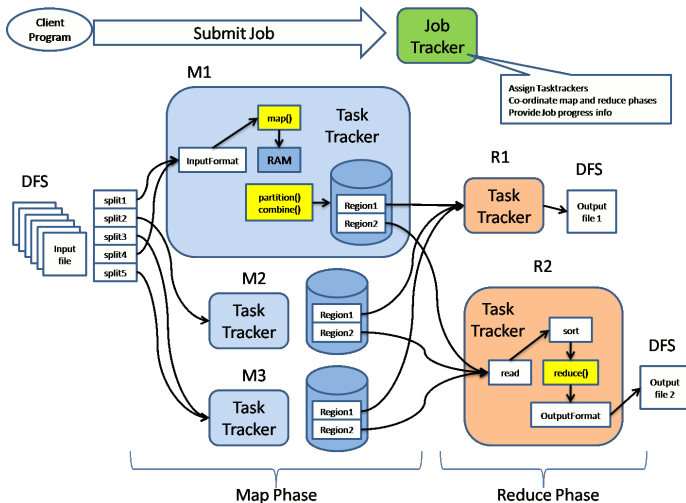 Client
Program
Submit Job
Job
Tracker
Assign Tasktrackers
Co-ordinate map and reduce phases
Provide Job progress info
M1
map()
Task
Tracker
InputFormat
RAM
partition()
combine()
Region1
Region2
DFS
Input
file
split1
split2
split3
split4
split5
M2
Task
Tracker
Region1
Region2
M3
Task
Tracker
Region1
Region2
R1
Task
Tracker
DFS
Output
file 1
R2
Task
Tracker
sort
read
reduce()
OutputFormat
DFS
Output
file 2
Map Phase
Reduce Phase